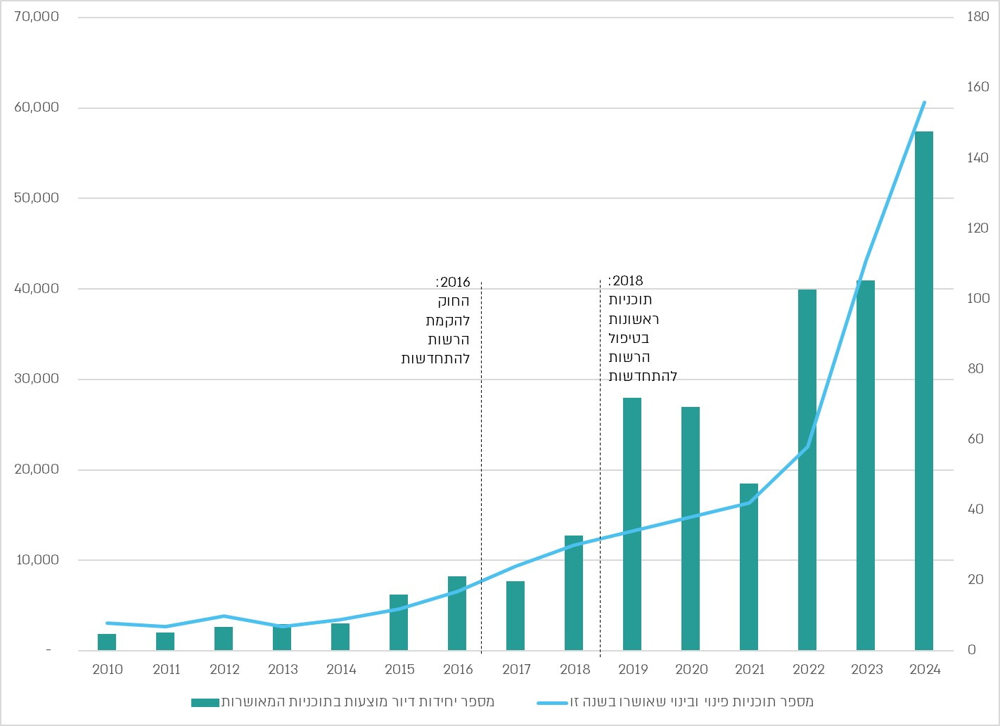 70,000
60,000
50,000
40,000
30,000
20,000
10,000
-
180
160
140
120
100
80
60
40
20
0
2016:
החוק
להקמת
הרשות
להתחדשות
2018:
תוכניות
ראשונות
בטיפול
הרשות
להתחדשות
2010 2011 2012 2013 2014 2015 2016 2017 2018 2019 2020 2021 2022 2023 2024
מספר יחידות דיור מוצעות בתוכניות המאושרות
מספר תוכניות פינוי ובינוי שאושרו בשנה זו